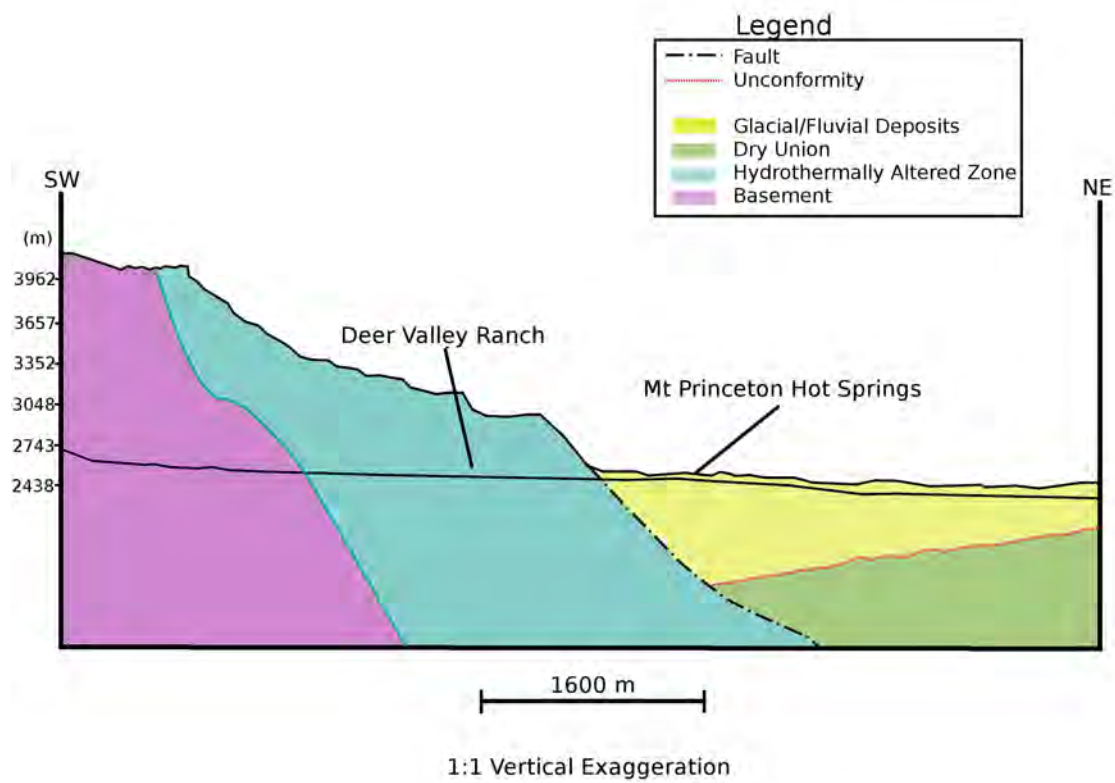 Legend
Fault
Unconformity
Glacial/Fluvial Deposits
Dry Union
Hydrothermally Altered Zone
Basement
SW
NE
(m)
3962
3657
3352
3048
2743
2438
Deer Valley Ranch
Mt Princeton Hot Springs
1600 m
1:1 Vertical Exaggeration